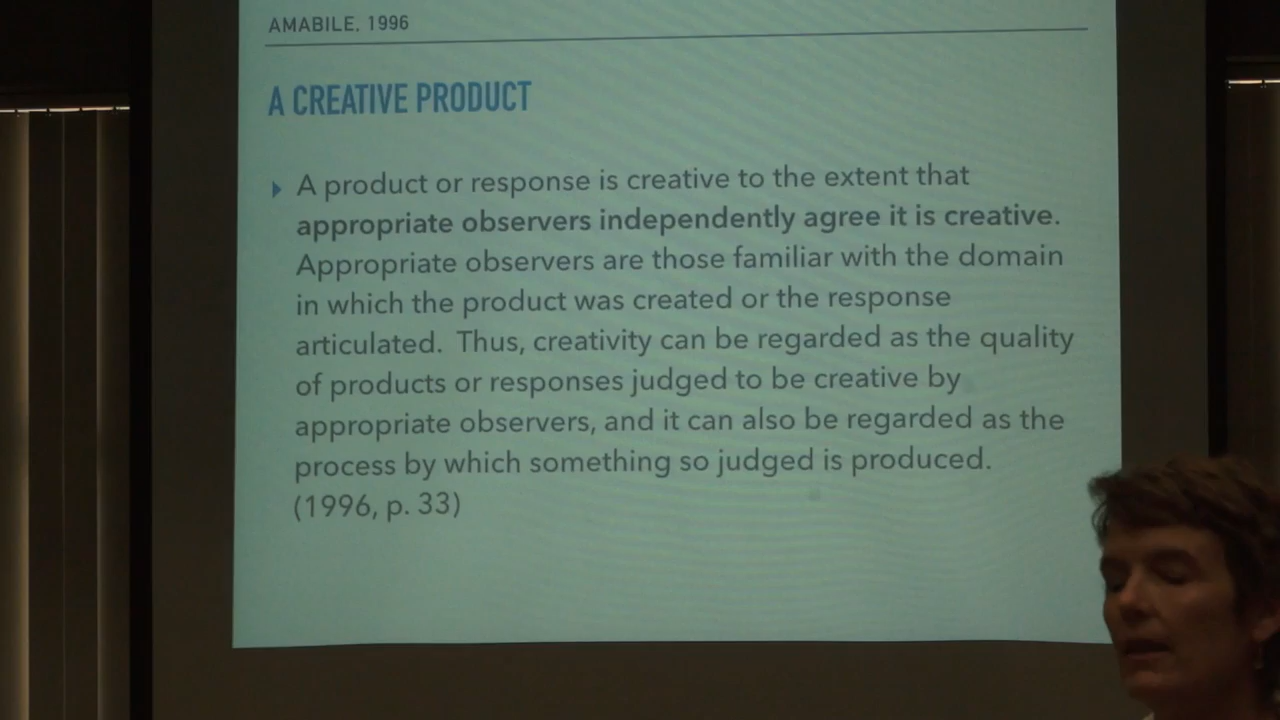 AMABILE, 1996
A CREATIVE PRODUCT
A product or response is creative to the extent that
appropriate observers independently agree it is creative.
Appropriate observers are those familiar with the domain
in which the product was created or the response
articulated. Thus, creativity can be regarded as the quality
of products or responses judged to be creative by
appropriate observers, and it can also be regarded as the
process by which something so judged is produced.
(1996, p. 33)